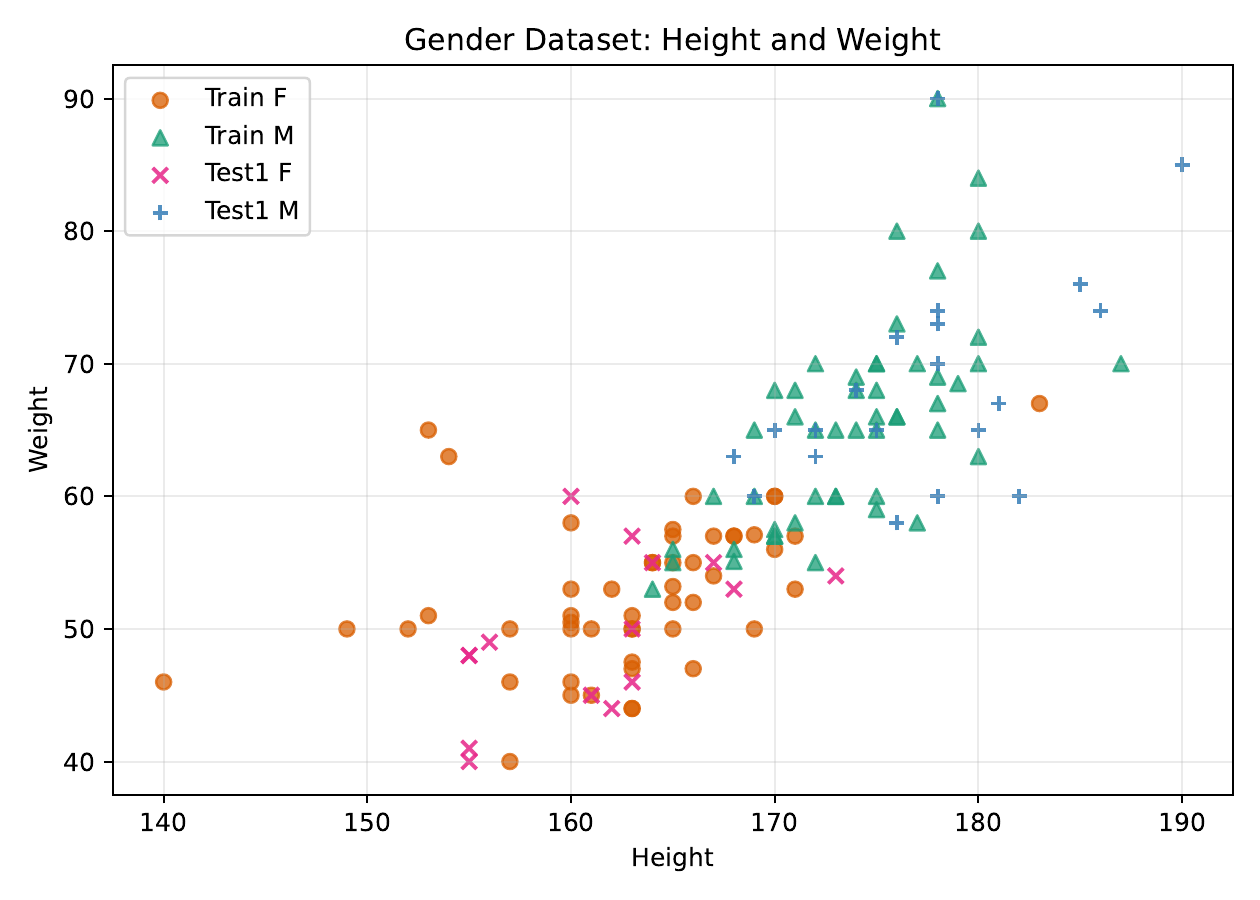 Gender Dataset: Height and Weight
Train F
Train M
Test1 F
Test1 M
90
80
70
60
50
40
Weight
140 150 160 170 180 190
Height